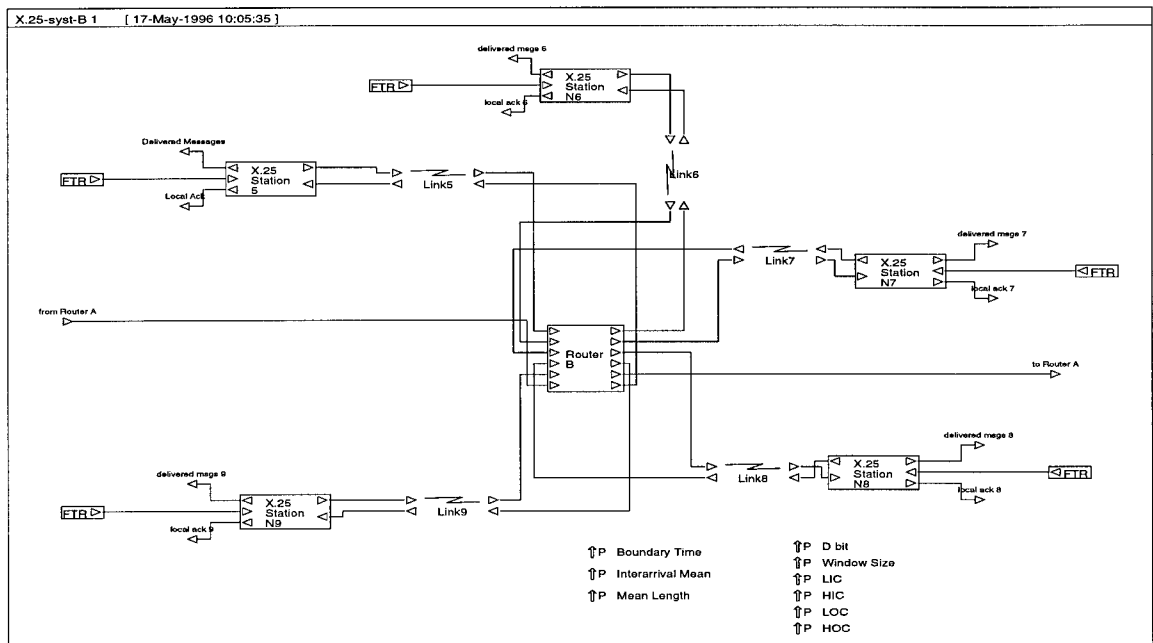 X.25-syst-B 1 [ 17-May-1996 10:05:35 ]
delivered msgs 6
FTR
X.25
Station
N6
local ack 6
Delivered Messages
FTR
X.25
Station
5
Local Ack
Link5
Link6
delivered msgs 7
Link7
X.25
Station
N7
FTR
local ack 7
from Router A
Router
B
to Router A
delivered msgs 8
X.25
Station
N8
FTR
Link8
local ack 8
delivered msgs 9
FTR
X.25
Station
N9
local ack 9
Link9
P Boundary Time
P Interarrival Mean
P Mean Length
P D bit
P Window Size
P LIC
P HIC
P LOC
P HOC